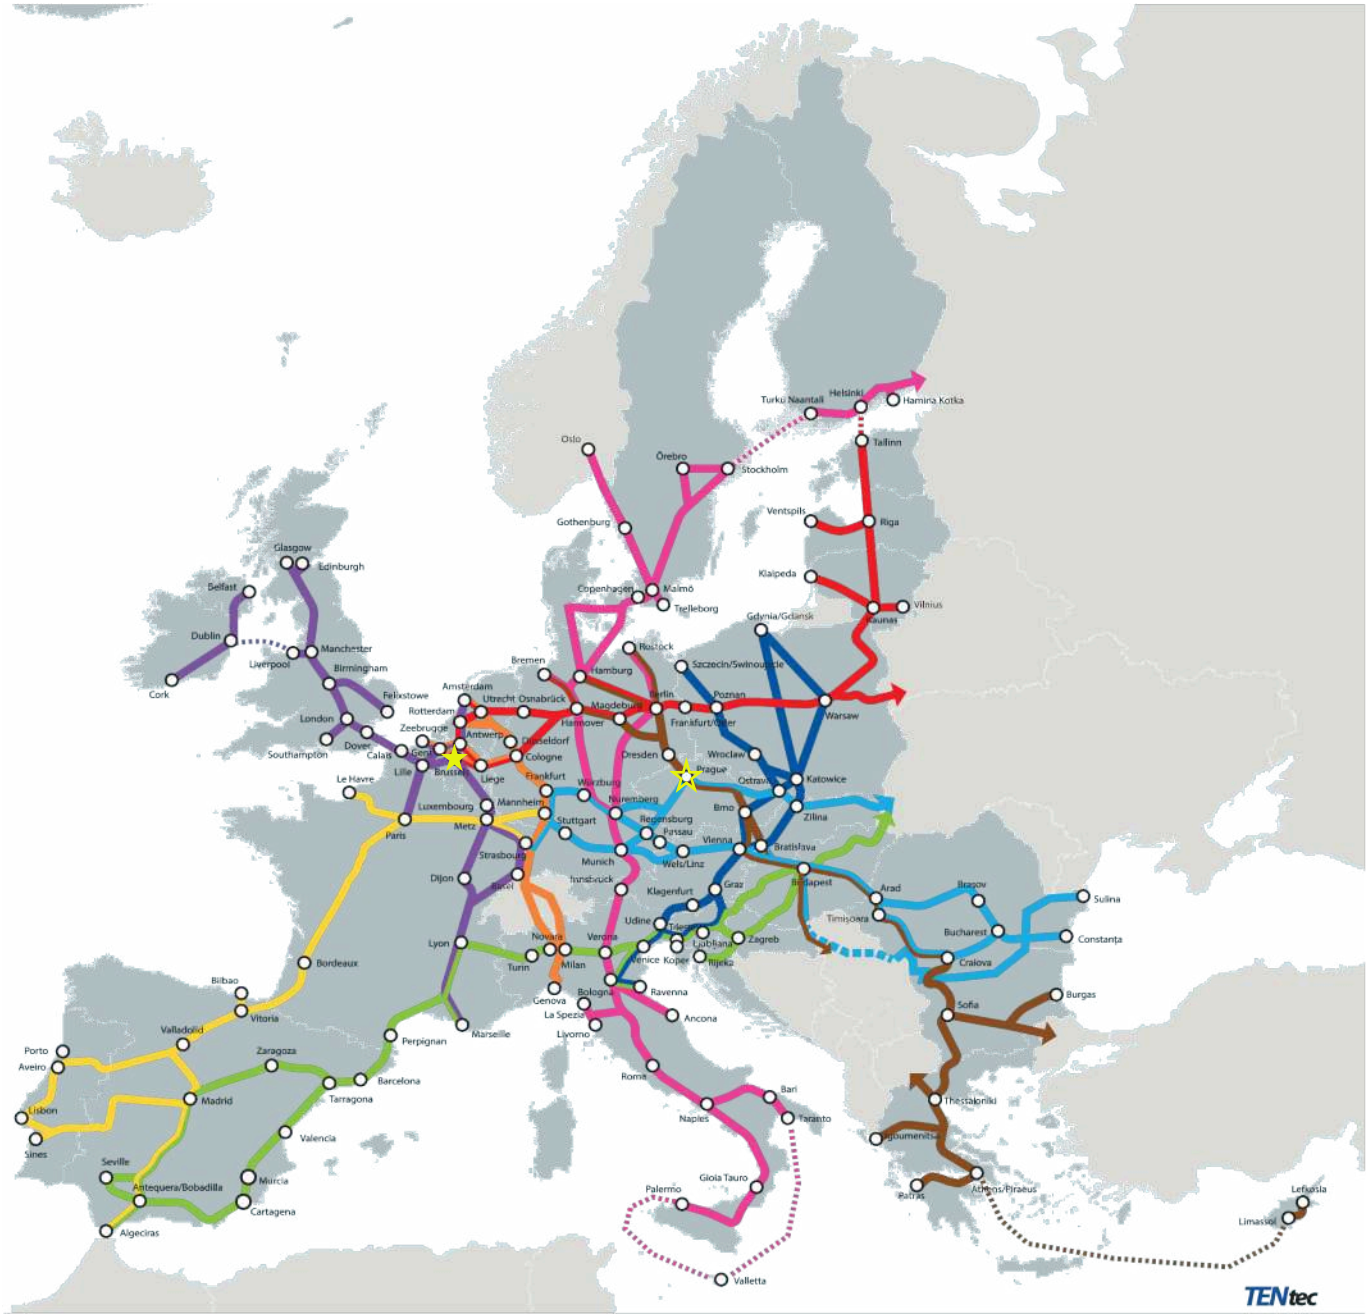 Helsinki
Turku Naantali
Hamina Kotka
Oslo
Tallinn
Örebro
Stockholm
Ventspils
Gothenburg
Riga
Glasgow
Edinburgh
Klaipeda
Belfast
Copenhagen
Malmö
Trelleborg
Vilnius
Gdynia/Gdansk
Kaunas
Dublin
Manchester
Liverpool
Rostock
Bremen
Hamburg
Szczecin/Swinoujscie
Birmingham
Cork
Felixstowe
Amsterdam
Utrecht
Osnabrück
Berlin
Poznan
Magdeburg
Rotterdam
London
Hannover
Frankfurt/Oder
Warsaw
Zeebrugge
Antwerp
Düsseldorf
Southampton
Dover
Calais
Gent
Cologne
Dresden
Wroclaw
Lille
Brussels
Liege
Prague
Le Havre
Frankfurt
Würzburg
Ostrava
Katowice
Luxembourg
Mannheim
Nuremberg
Brno
Zilina
Paris
Metz
Stuttgart
Regensburg
Passau
Vienna
Bratislava
Strasbourg
Munich
Wels/Linz
Dijon
Basel
Innsbruck
Klagenfurt
Graz
Budapest
Arad
Brasov
Sulina
Udine
Timișoara
Trieste
Bucharest
Constanța
Lyon
Novara
Verona
Ljubljana
Zagreb
Turin
Milan
Venice
Koper
Rijeka
Craiova
Bordeaux
Bilbao
Genova
Bologna
Ravenna
Burgas
Vitoria
La Spezia
Ancona
Sofia
Valladolid
Marseille
Livorno
Perpignan
Porto
Zaragoza
Aveiro
Roma
Barcelona
Bari
Madrid
Tarragona
Thessaloniki
Lisbon
Naples
Taranto
Valencia
Igoumenitsa
Sines
Seville
Murcia
Gioia Tauro
Antequera/Bobadilla
Palermo
Patras
Athens/Piraeus
Lefkosia
Cartagena
Limassol
Algeciras
Valletta
TENtec